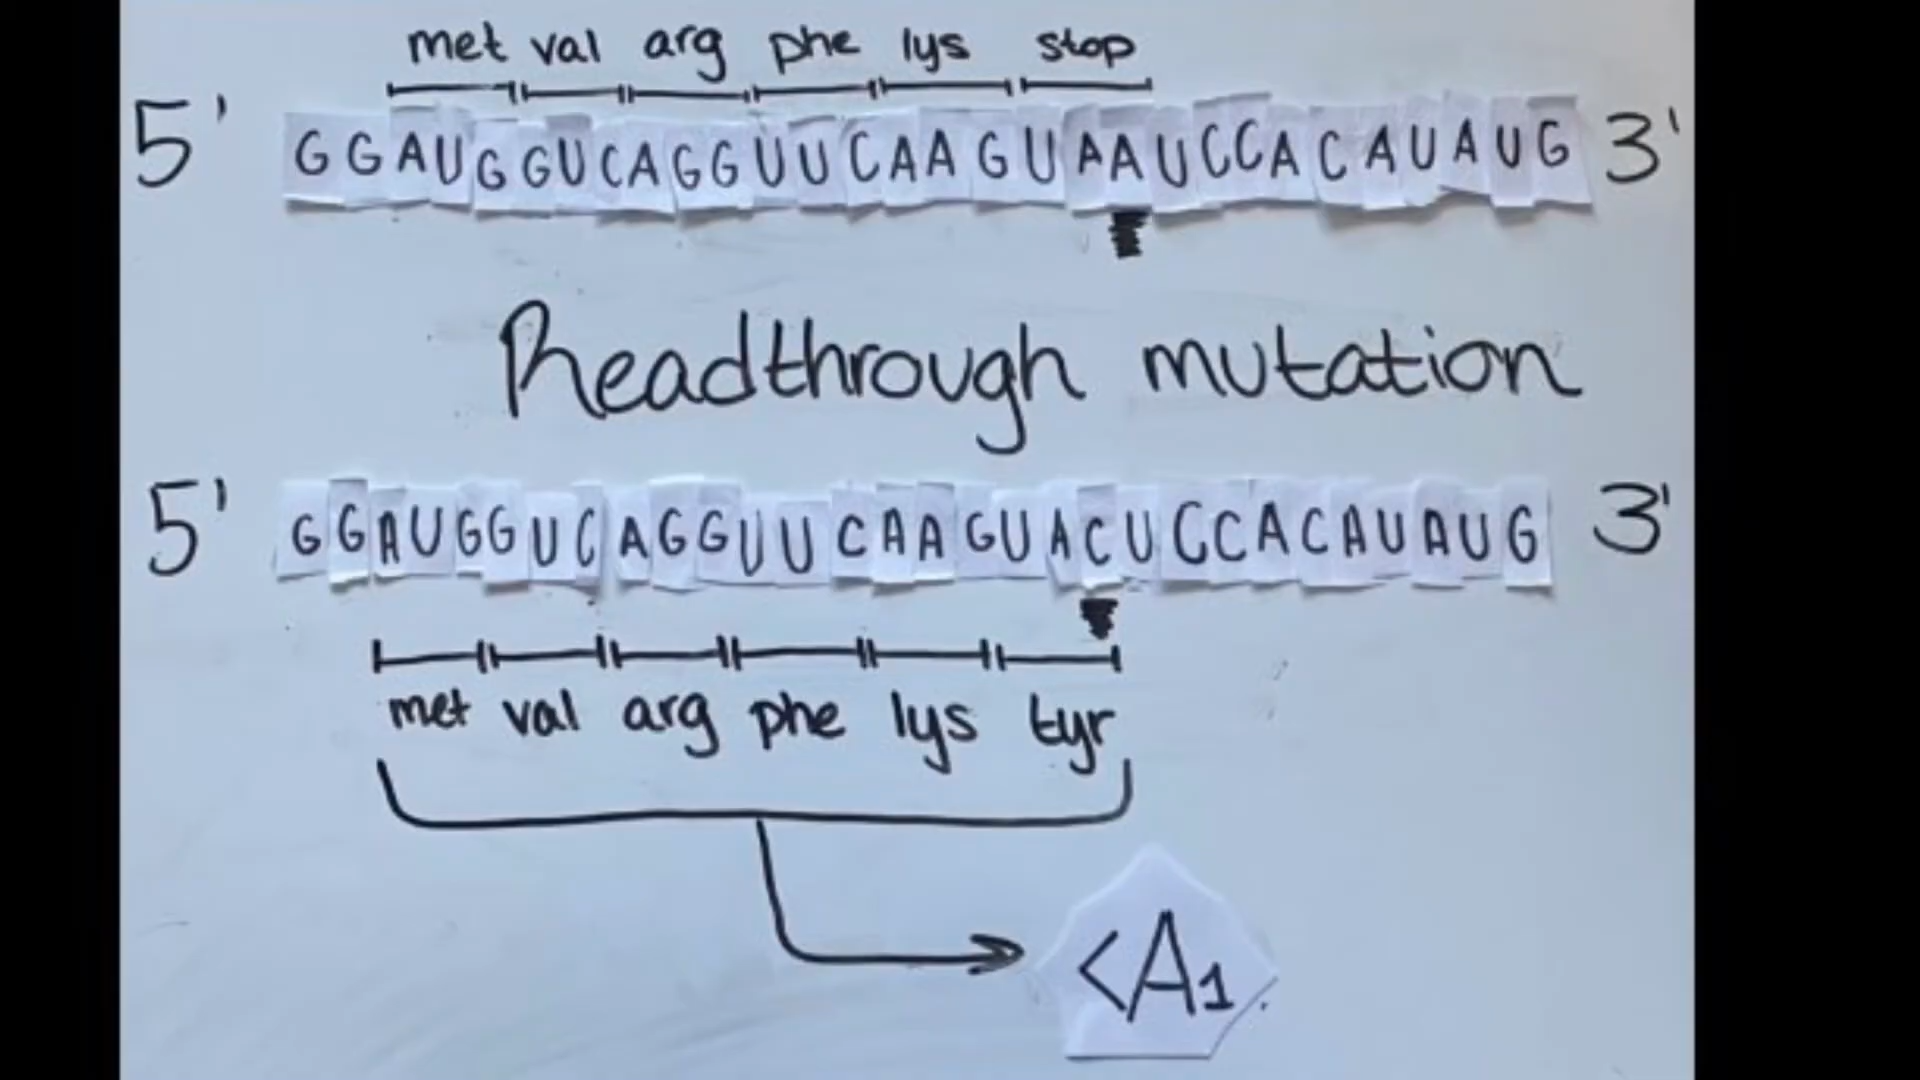 met val arg phe lys stop
5' GGAUGGUCAGGUUCAAGUAAUCCACAUAUG 3'
Readthrough mutation
5' GGAUGGUCAGGUUCAAGUACUCCACAUAUG 3'
met val arg phe lys tyr
<A1